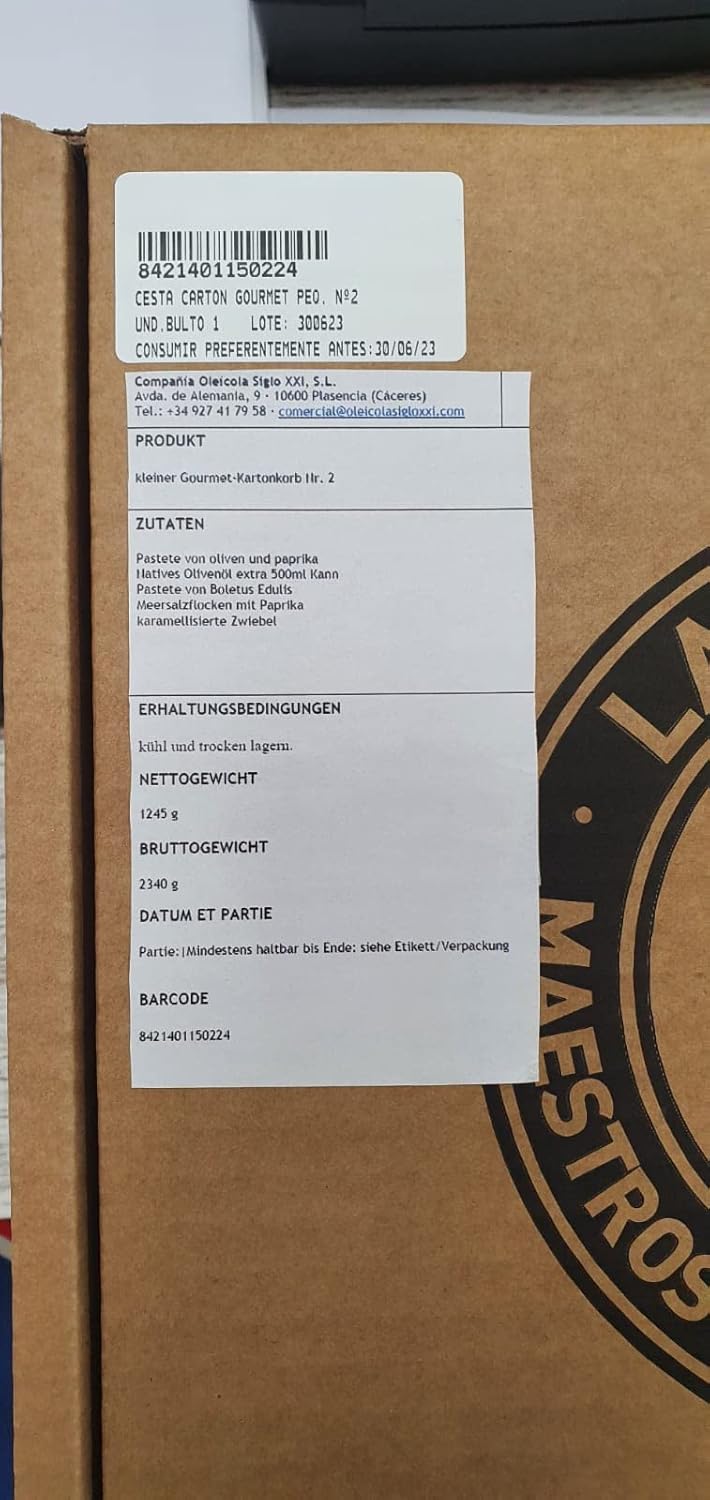 8421401150224
CESTA CARTON GOURMET PEQ. Nº2
UND.BULTO 1 LOTE: 300623
CONSUMIR PREFERENTEMENTE ANTES:30/06/23
Compañía Oleícola Siglo XXI, S.L.
Avda. de Alemania, 9 · 10600 Plasencia (Cáceres)
Tel.: +34 927 41 79 58 · comercial@oleicolasigloxxi.com
PRODUKT
kleiner Gourmet-Kartonkorb Nr. 2
ZUTATEN
Pastete von oliven und paprika
Natives Olivenöl extra 500ml Kann
Pastete von Boletus Edulis
Meersalzflocken mit Paprika
karamellisierte Zwiebel
ERHALTUNGSBEDINGUNGEN
kühl und trocken lagern.
NETTOGEWICHT
1245 g
BRUTTOGEWICHT
2340 g
DATUM ET PARTIE
Partie:|Mindestens haltbar bis Ende: siehe Etikett/Verpackung
BARCODE
8421401150224
LA
MAESTROS